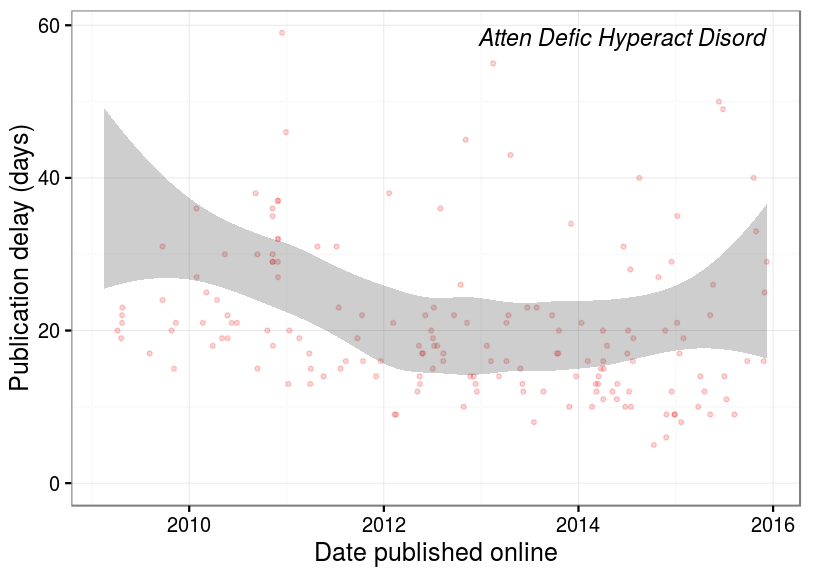 Atten Defic Hyperact Disord
Publication delay (days)
60
40
20
0
2010 2012 2014 2016
Date published online